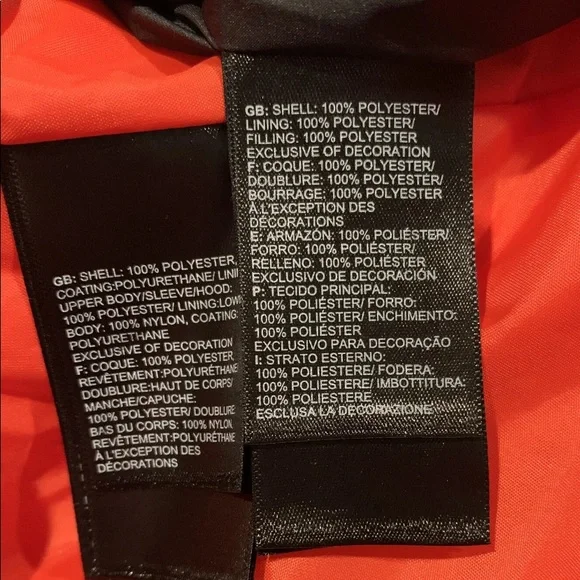 GB: SHELL: 100% POLYESTER/
LINING: 100% POLYESTER/
FILLING: 100% POLYESTER
EXCLUSIVE OF DECORATION
F: COQUE: 100% POLYESTER/
DOUBLURE: 100% POLYESTER/
BOURRAGE: 100% POLYESTER
À L'EXCEPTION DES
DÉCORATIONS
E: ARMAZÓN: 100% POLIÉSTER/
FORRO: 100% POLIÉSTER/
RELLENO: 100% POLIÉSTER
EXCLUSIVO DE DECORACIÓN
P: TECIDO PRINCIPAL:
100% POLIÉSTER/ FORRO:
100% POLIÉSTER/ ENCHIMENTO:
100% POLIÉSTER
EXCLUSIVO PARA DECORAÇÃO
I: STRATO ESTERNO:
100% POLIESTERE/ FODERA:
100% POLIESTERE/ IMBOTTITURA:
100% POLIESTERE
ESCLUSA LA DECORAZIONE
GB: SHELL: 100% POLYESTER,
COATING:POLYURETHANE/ LINI
UPPER BODY/SLEEVE/HOOD:
100% POLYESTER/ LINING:LOW
BODY: 100% NYLON, COATING:
POLYURETHANE
EXCLUSIVE OF DECORATION
F: COQUE: 100% POLYESTER,
REVÊTEMENT:POLYURÉTHANE/
DOUBLURE:HAUT DE CORPS/
MANCHE/CAPUCHE:
100% POLYESTER/ DOUBLURE
BAS DU CORPS: 100% NYLON,
REVÊTEMENT:POLYURÉTHANE
À L'EXCEPTION DES
DÉCORATIONS